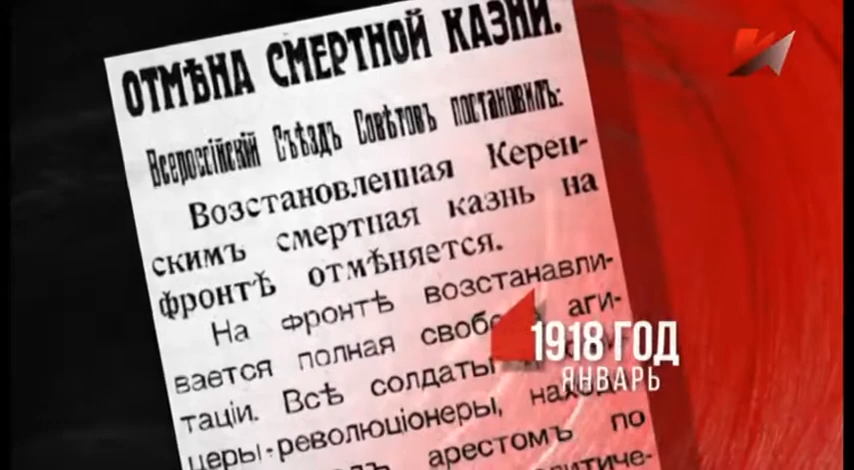 ОТМѢНА СМЕРТНОЙ КАЗНИ.
Всероссійскій Съѣздъ Совѣтовъ постановилъ:
Возстановленная Керен-
скимъ смертная казнь на
фронтѣ отмѣняется.
На фронтѣ возстанавли-
вается полная аги-
таціи. Всѣ солдаты
церы-революціонеры,
арестомъ по
1918 ГОД
ЯНВАРЬ